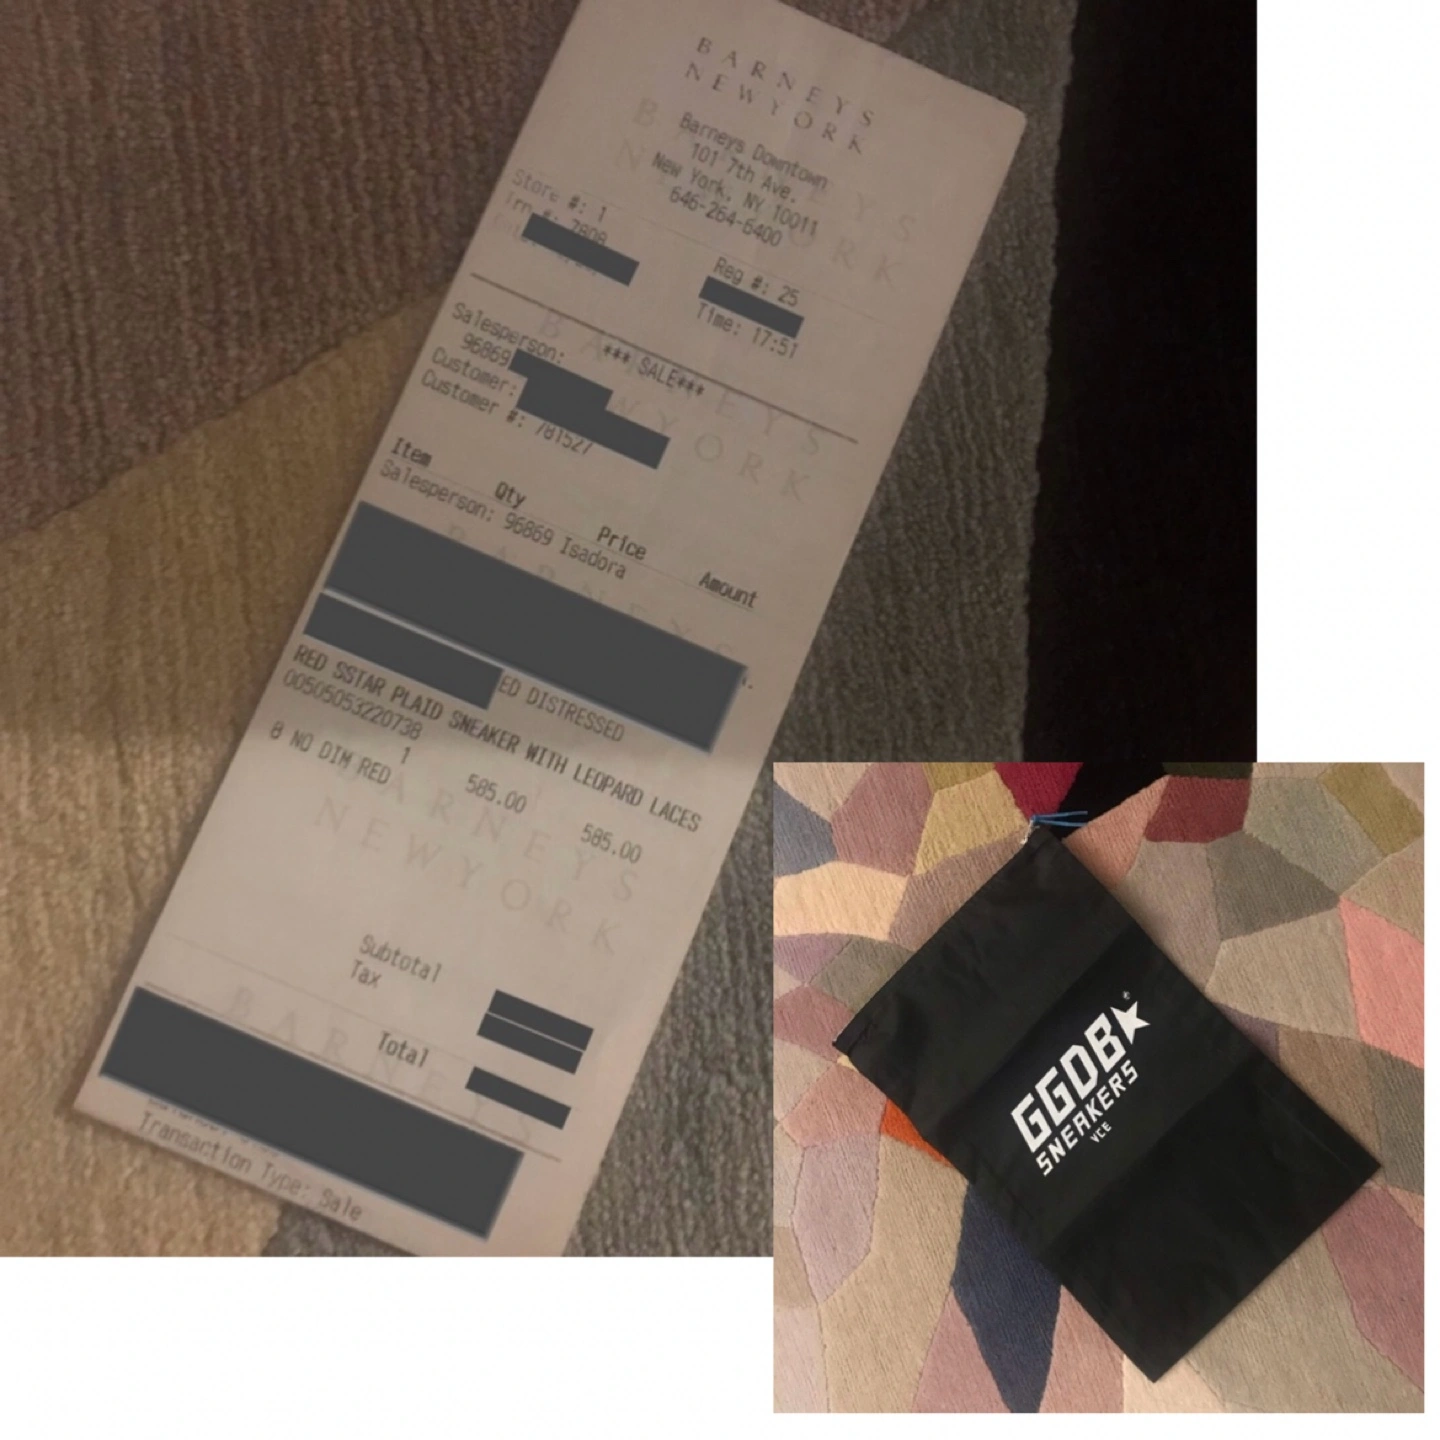 BARNEYS
NEWYORK
Barneys Downtown
101 7th Ave.
New York, NY 10011
646-264-6400
Store #: 1
Trn #: 7808
Reg #: 25
Time: 17:51
*** SALE***
Salesperson:
96869
Customer:
Customer #: 781527
Item Qty Price Amount
Salesperson: 96869 Isadora
ED DISTRESSED
RED SSTAR PLAID SNEAKER WITH LEOPARD LACES
00505053220738
1 585.00 585.00
8 NO DIM RED
Subtotal
Tax
Total
Transaction Type: Sale
GGDB
®
SNEAKERS
VCE